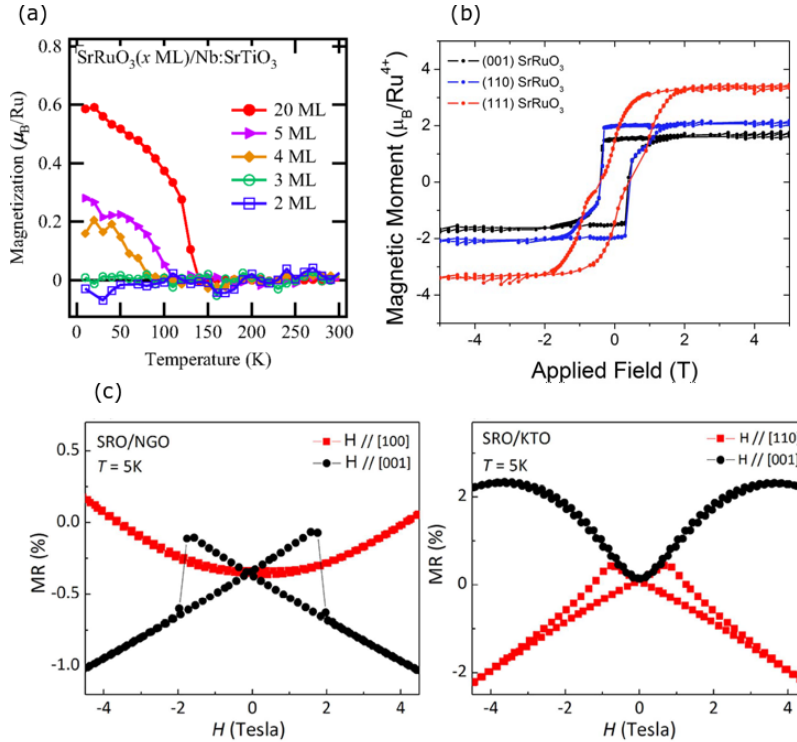 (a)
SrRuO₃(x ML)/Nb:SrTiO₃
20 ML
5 ML
4 ML
3 ML
2 ML
Magnetization (μB/Ru)
0.8
0.6
0.4
0.2
0
0 50 100 150 200 250 300
Temperature (K)
(b)
(001) SrRuO₃
(110) SrRuO₃
(111) SrRuO₃
Magnetic Moment (μB/Ru⁴⁺)
4
2
0
-2
-4
-4 -2 0 2 4
Applied Field (T)
(c)
SRO/NGO
T = 5K
H // [100]
H // [001]
MR (%)
0.5
0.0
-0.5
-1.0
-4 -2 0 2 4
H (Tesla)
SRO/KTO
T = 5K
H // [110]
H // [001]
MR (%)
2
0
-2
-4 -2 0 2 4
H (Tesla)